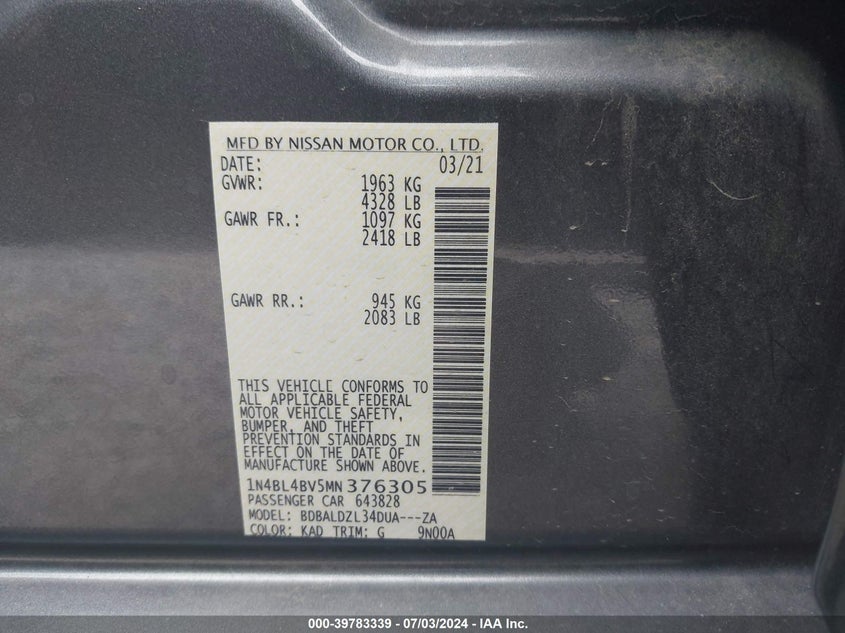 MFD BY NISSAN MOTOR CO., LTD.
DATE: 03/21
GVWR: 1963 KG
4328 LB
GAWR FR.: 1097 KG
2418 LB
GAWR RR.: 945 KG
2083 LB
THIS VEHICLE CONFORMS TO
ALL APPLICABLE FEDERAL
MOTOR VEHICLE SAFETY,
BUMPER, AND THEFT
PREVENTION STANDARDS IN
EFFECT ON THE DATE OF
MANUFACTURE SHOWN ABOVE.
1N4BL4BV5MN376305
PASSENGER CAR 643828
MODEL: BDBALDZL34DUA---ZA
COLOR: KAD TRIM: G 9N00A
000-39783339 - 07/03/2024 - IAA Inc.